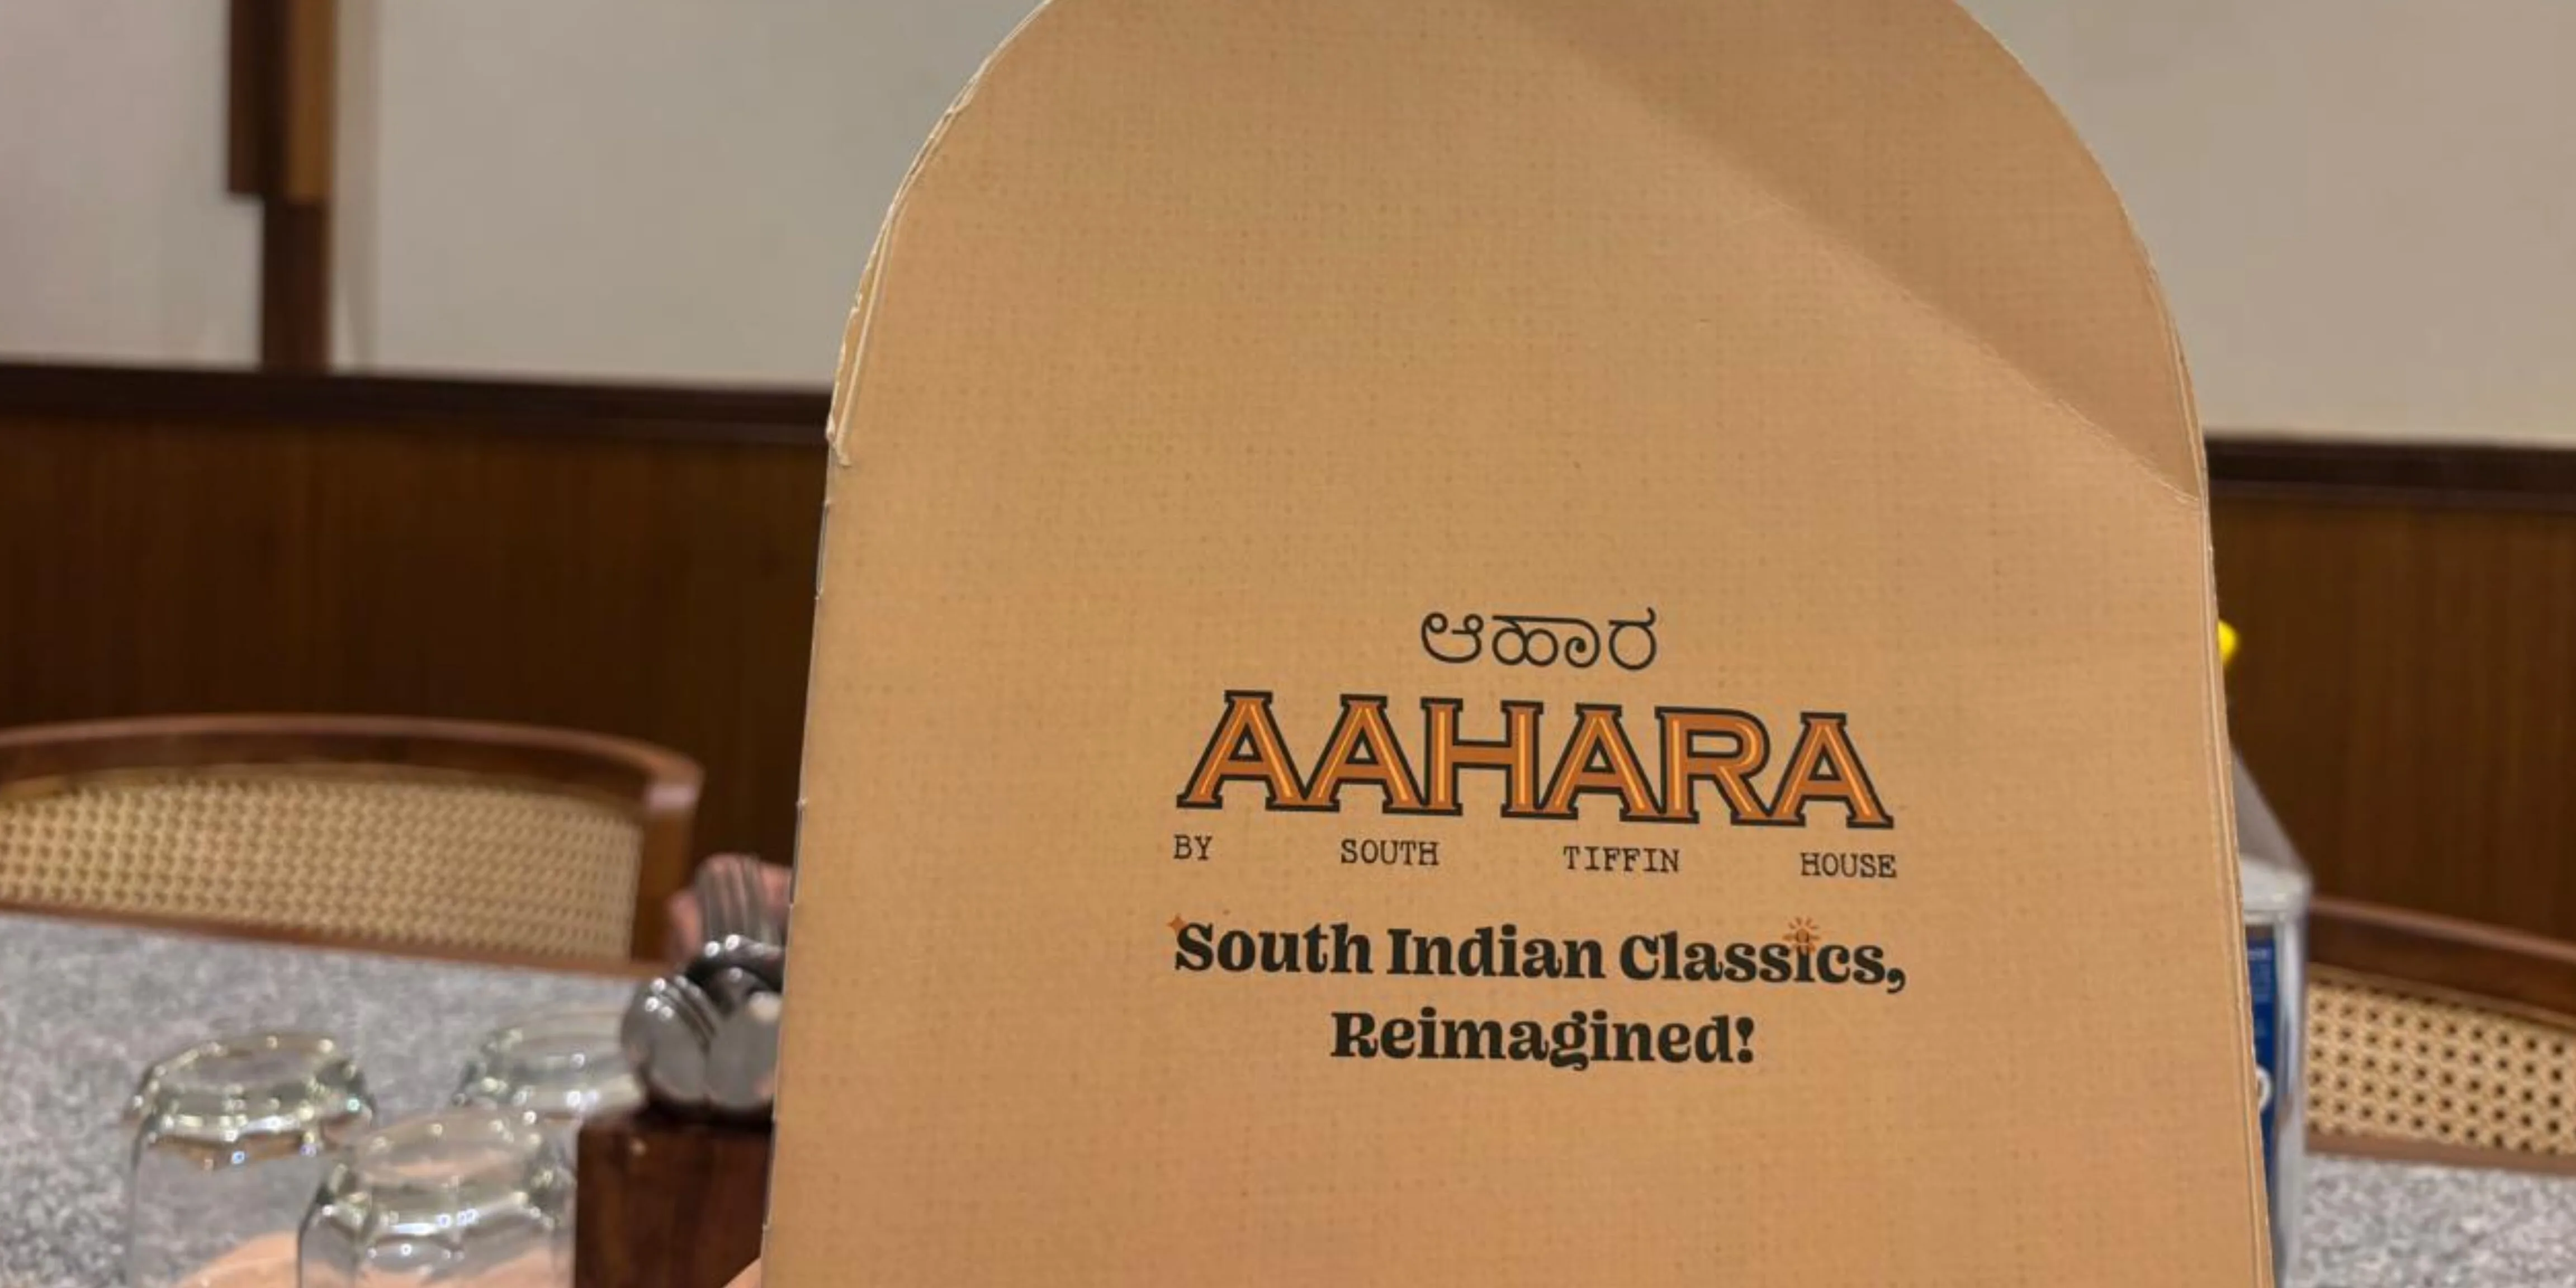 ಆಹಾರ
AAHARA
BY SOUTH TIFFIN HOUSE
South Indian Classics,
Reimagined!